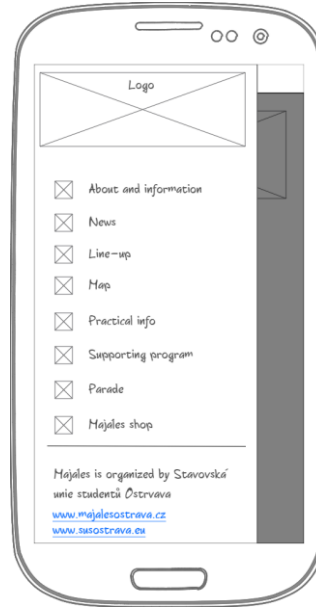 Logo
About and information
News
Line-up
Map
Practical info
Supporting program
Parade
Majales shop
Majales is organized by Stavovská
unie studentů Ostrvava
www.majalesostrava.cz
www.susostrava.eu